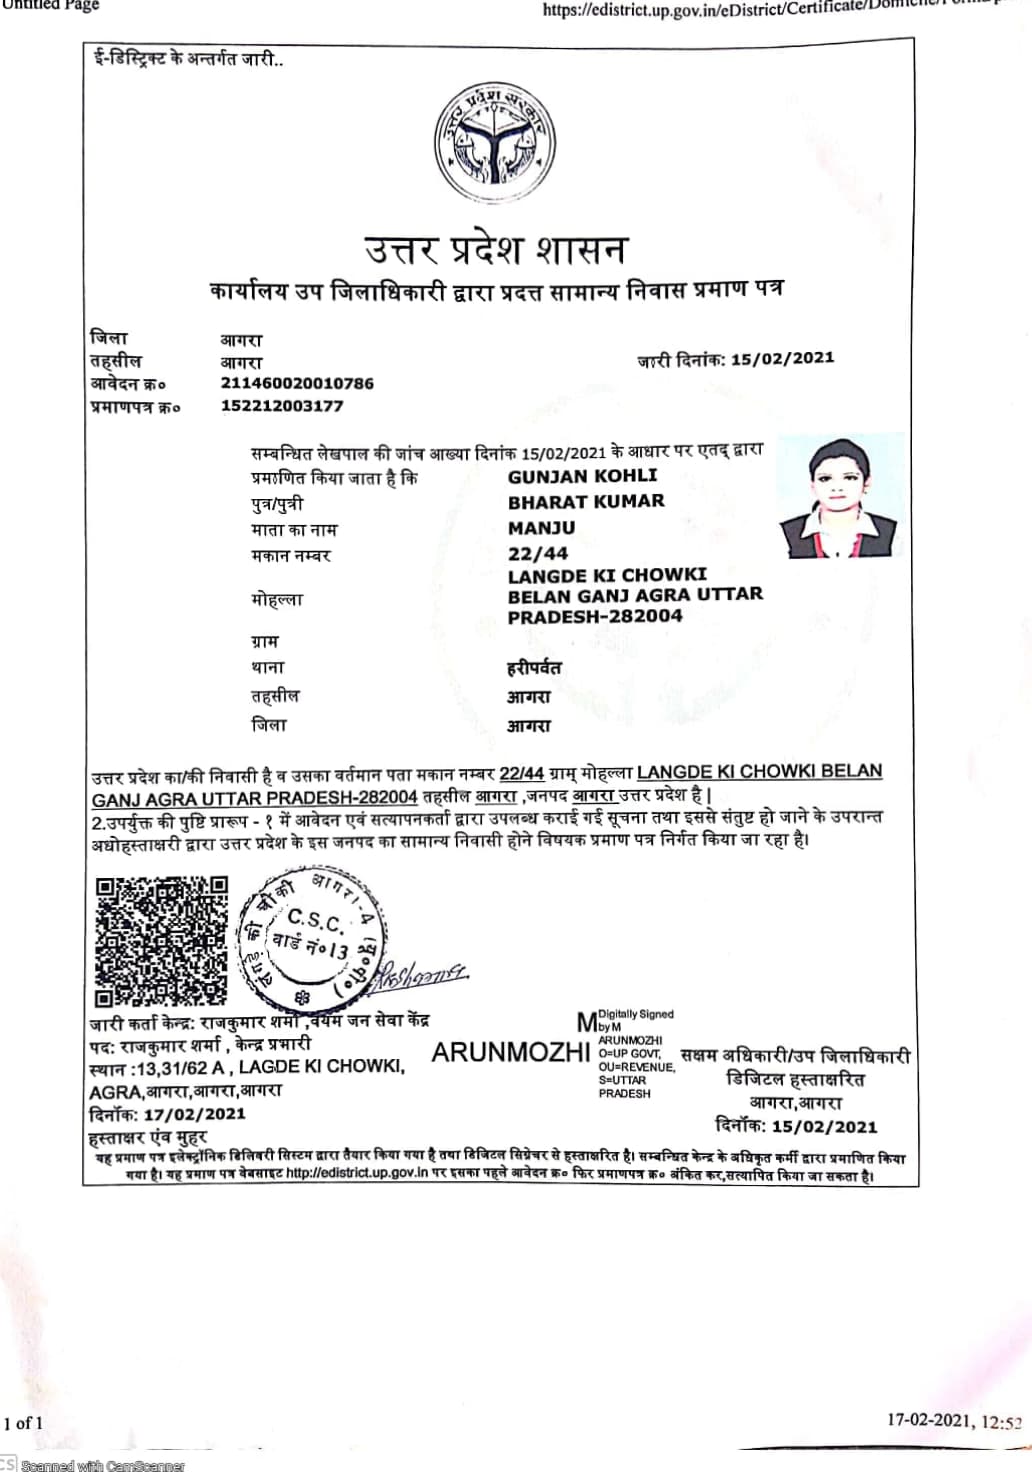 Untitled Page
https://edistrict.up.gov.in/eDistrict/Certificate/
ई-डिस्ट्रिक्ट के अन्तर्गत जारी..
उत्तर प्रदेश सरकार
उत्तर प्रदेश शासन
कार्यालय उप जिलाधिकारी द्वारा प्रदत्त सामान्य निवास प्रमाण पत्र
जिला आगरा
तहसील आगरा
जारी दिनांक: 15/02/2021
आवेदन क्र० 211460020010786
प्रमाणपत्र क्र० 152212003177
सम्बन्धित लेखपाल की जांच आख्या दिनांक 15/02/2021 के आधार पर एतद् द्वारा
प्रमाणित किया जाता है कि GUNJAN KOHLI
पुत्र/पुत्री BHARAT KUMAR
माता का नाम MANJU
मकान नम्बर 22/44
LANGDE KI CHOWKI
मोहल्ला BELAN GANJ AGRA UTTAR
PRADESH-282004
ग्राम
थाना हरीपर्वत
तहसील आगरा
जिला आगरा
उत्तर प्रदेश का/की निवासी है व उसका वर्तमान पता मकान नम्बर 22/44 ग्राम् मोहल्ला LANGDE KI CHOWKI BELAN
GANJ AGRA UTTAR PRADESH-282004 तहसील आगरा ,जनपद आगरा उत्तर प्रदेश है |
2.उपर्युक्त की पुष्टि प्रारूप - १ में आवेदन एवं सत्यापनकर्ता द्वारा उपलब्ध कराई गई सूचना तथा इससे संतुष्ट हो जाने के उपरान्त
अधोहस्ताक्षरी द्वारा उत्तर प्रदेश के इस जनपद का सामान्य निवासी होने विषयक प्रमाण पत्र निर्गत किया जा रहा है।
की चौकी आगरा-4 (यू०पी०)
C.S.C.
वार्ड नं० 13
जारी कर्ता केन्द्र: राजकुमार शर्मा ,वयम जन सेवा केंद्र
पद: राजकुमार शर्मा , केन्द्र प्रभारी
स्थान :13,31/62 A , LAGDE KI CHOWKI,
AGRA,आगरा,आगरा,आगरा
दिनाँक: 17/02/2021
हस्ताक्षर एंव मुहर
M
ARUNMOZHI
Digitally Signed
by M
ARUNMOZHI
O=UP GOVT,
OU=REVENUE,
S=UTTAR
PRADESH
सक्षम अधिकारी/उप जिलाधिकारी
डिजिटल हस्ताक्षरित
आगरा,आगरा
दिनाँक: 15/02/2021
यह प्रमाण पत्र इलेक्ट्रॉनिक डिलिवरी सिस्टम द्वारा तैयार किया गया है तथा डिजिटल सिग्नेचर से हस्ताक्षरित है। सम्बन्धित केन्द्र के अधिकृत कर्मी द्वारा प्रमाणित किया
गया है। यह प्रमाण पत्र वेबसाइट http://edistrict.up.gov.in पर इसका पहले आवेदन क्र० फिर प्रमाणपत्र क्र० अंकित कर,सत्यापित किया जा सकता है।
1 of 1
17-02-2021, 12:52
CS Scanned with CamScanner